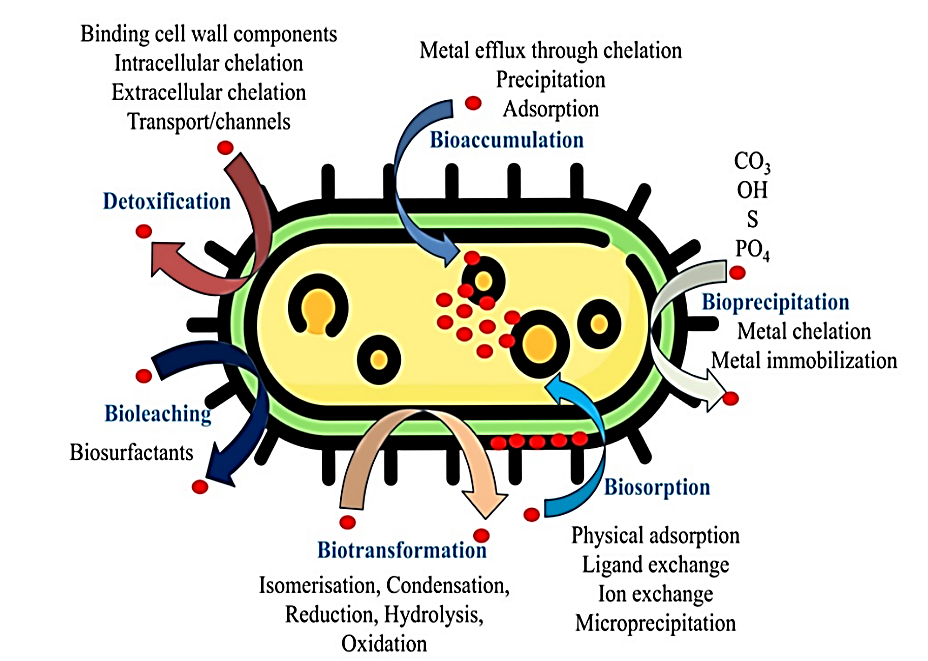 Binding cell wall components
Intracellular chelation
Extracellular chelation
Transport/channels
Detoxification
Metal efflux through chelation
Precipitation
Adsorption
Bioaccumulation
CO3
OH
S
PO4
Bioprecipitation
Metal chelation
Metal immobilization
Bioleaching
Biosurfactants
Biotransformation
Isomerisation, Condensation,
Reduction, Hydrolysis,
Oxidation
Biosorption
Physical adsorption
Ligand exchange
Ion exchange
Microprecipitation